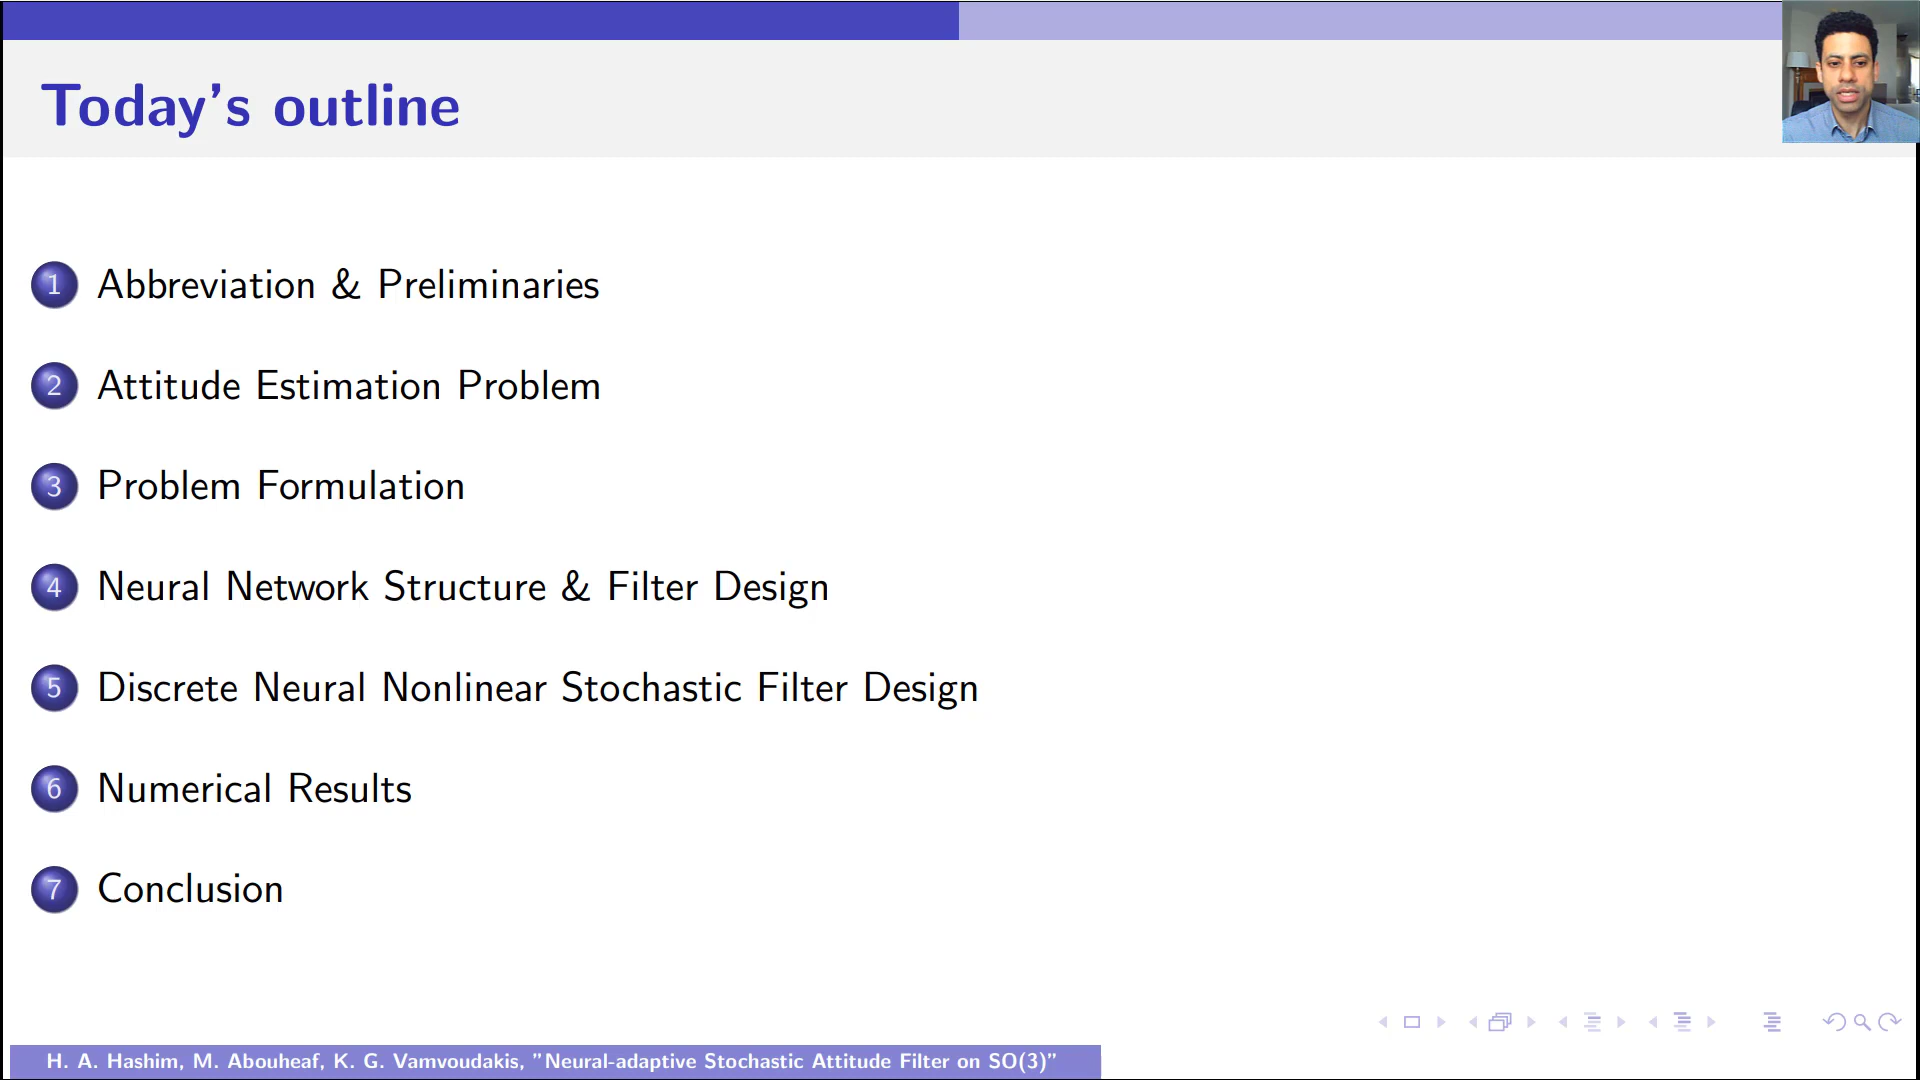 Today's outline
1 Abbreviation & Preliminaries
2 Attitude Estimation Problem
3 Problem Formulation
4 Neural Network Structure & Filter Design
5 Discrete Neural Nonlinear Stochastic Filter Design
6 Numerical Results
7 Conclusion
H. A. Hashim, M. Abouheaf, K. G. Vamvoudakis, "Neural-adaptive Stochastic Attitude Filter on SO(3)"